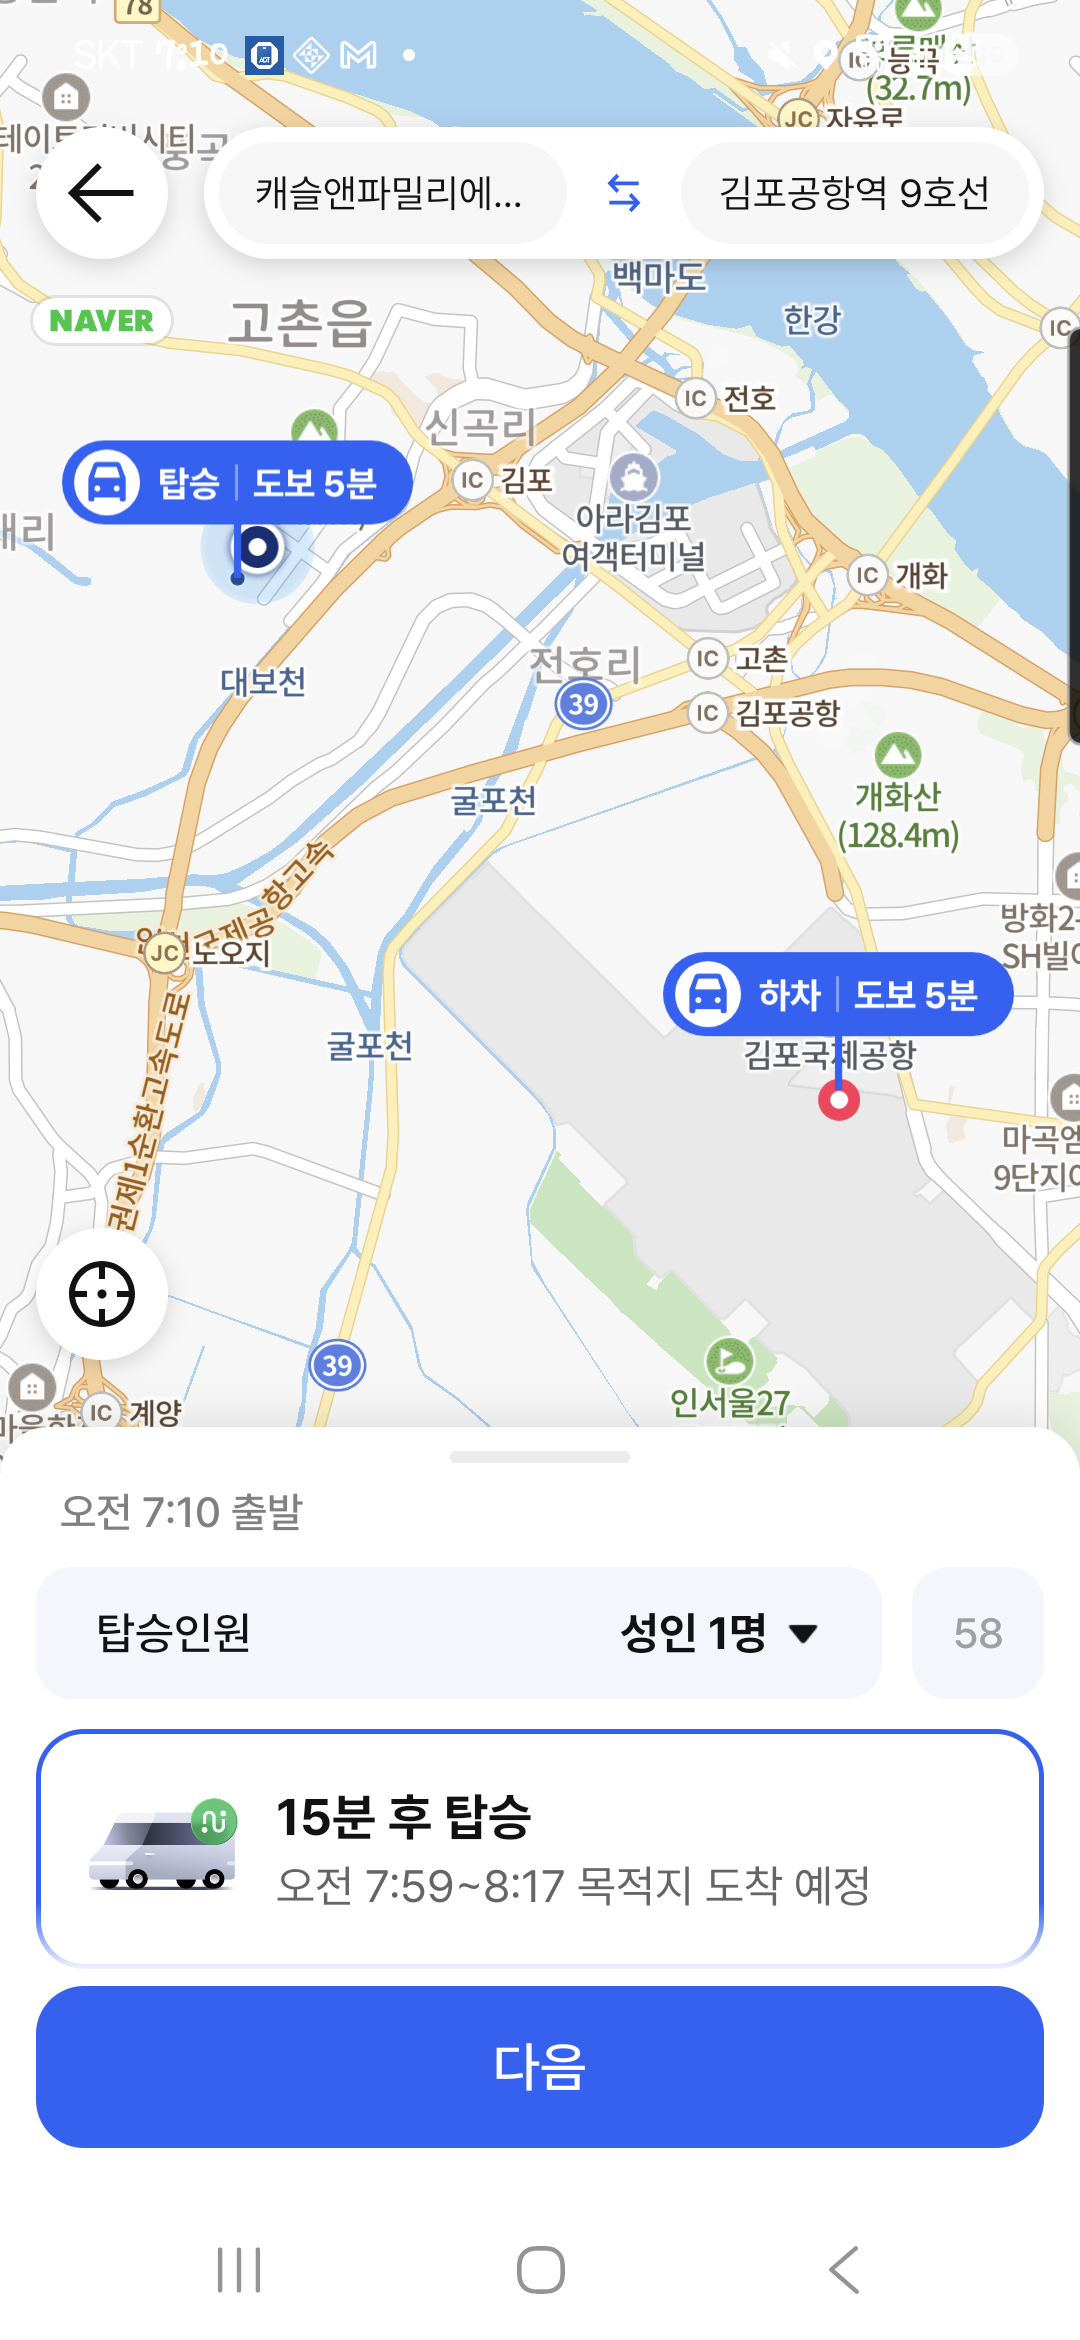 78
SKT 7:10
IC
(32.7m)
JC 자유로
캐슬앤파밀리에...
김포공항역 9호선
백마도
한강
NAVER
고촌읍
IC
IC 전호
신곡리
IC 김포
탑승 도보 5분
아라김포
여객터미널
IC 개화
대보천
전호리
IC 고촌
39
IC 김포공항
개화산
(128.4m)
굴포천
인천국제공항고속
JC 노오지
방화2
SH빌
하차 도보 5분
김포국제공항
굴포천
권제1순환고속도로
마곡엠
9단지
39
IC 계양
인서울27
오전 7:10 출발
탑승인원
성인 1명
58
15분 후 탑승
오전 7:59~8:17 목적지 도착 예정
다음